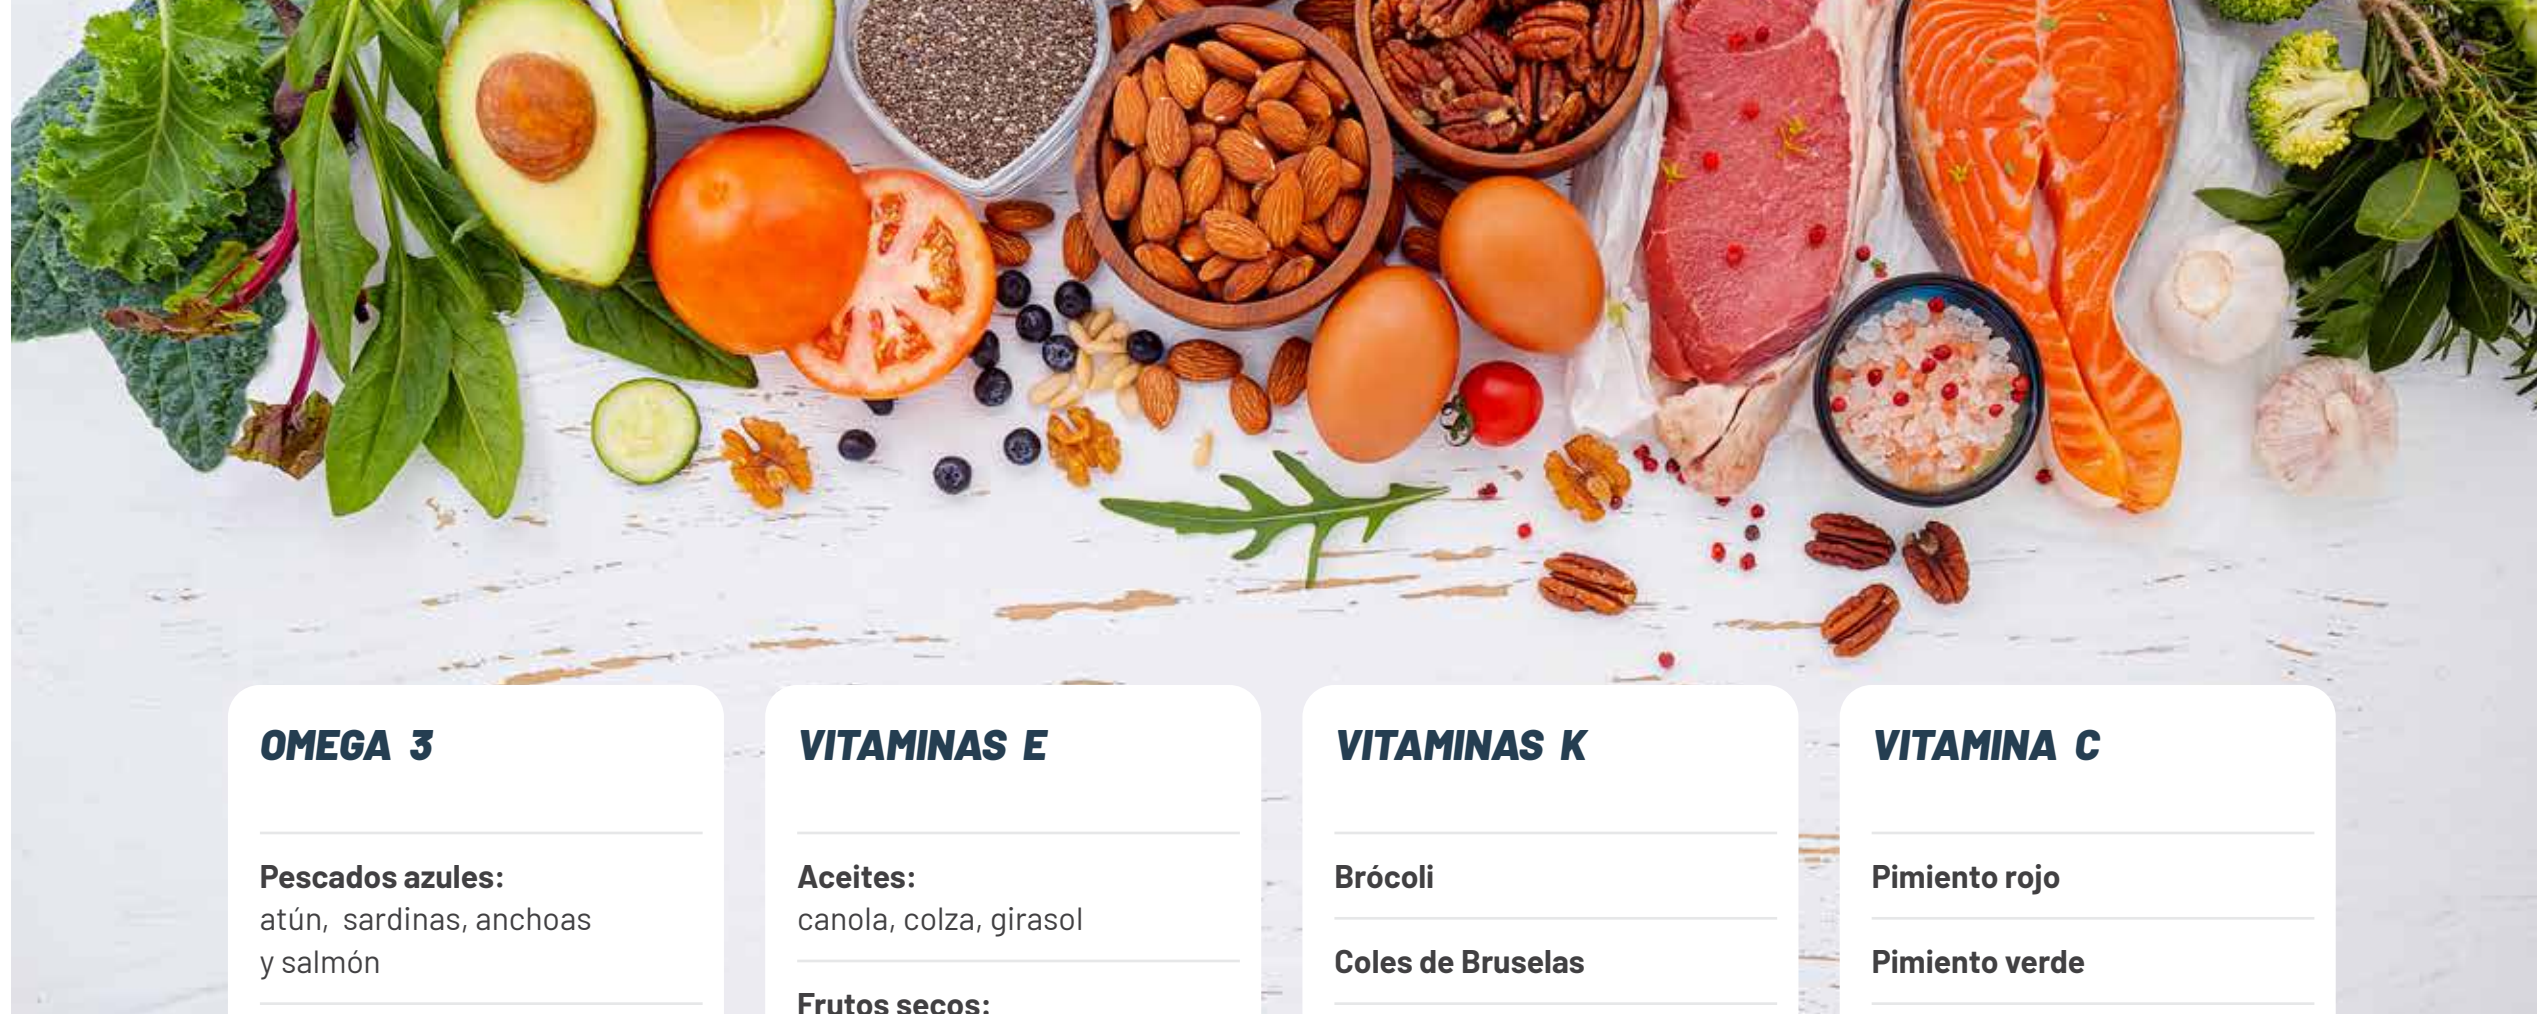 OMEGA 3
Pescados azules:
atún, sardinas, anchoas
y salmón
VITAMINAS E
Aceites:
canola, colza, girasol
Frutos secos:
VITAMINAS K
Brócoli
Coles de Bruselas
VITAMINA C
Pimiento rojo
Pimiento verde